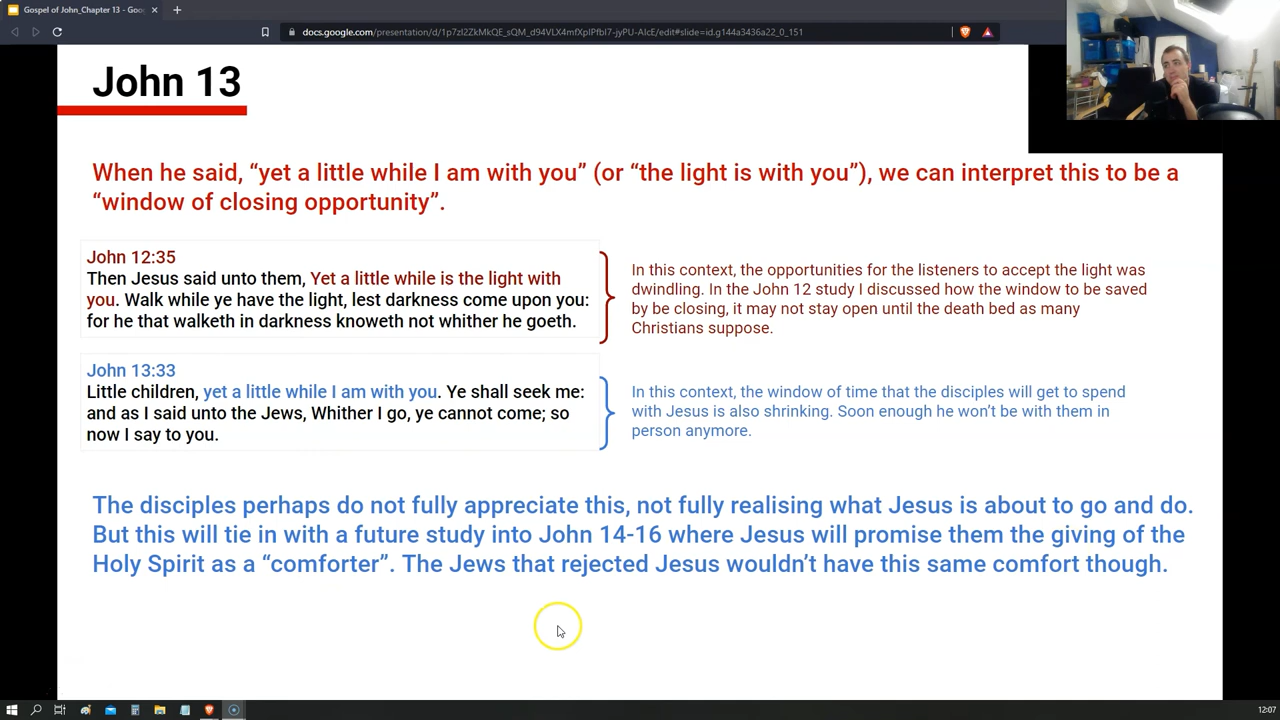 Gospel of John_Chapter 13 - Goo
docs.google.com/presentation/d/1p7zI2ZkMkQE_sQM_d94VLX4mfXpIPfbI7-jyPU-AIcE/edit#slide=id.g144a3436a22_0_151
John 13
When he said, “yet a little while I am with you” (or “the light is with you”), we can interpret this to be a
“window of closing opportunity”.
John 12:35
Then Jesus said unto them, Yet a little while is the light with
you. Walk while ye have the light, lest darkness come upon you:
for he that walketh in darkness knoweth not whither he goeth.
In this context, the opportunities for the listeners to accept the light was
dwindling. In the John 12 study I discussed how the window to be saved
by be closing, it may not stay open until the death bed as many
Christians suppose.
John 13:33
Little children, yet a little while I am with you. Ye shall seek me:
and as I said unto the Jews, Whither I go, ye cannot come; so
now I say to you.
In this context, the window of time that the disciples will get to spend
with Jesus is also shrinking. Soon enough he won’t be with them in
person anymore.
The disciples perhaps do not fully appreciate this, not fully realising what Jesus is about to go and do.
But this will tie in with a future study into John 14-16 where Jesus will promise them the giving of the
Holy Spirit as a “comforter”. The Jews that rejected Jesus wouldn’t have this same comfort though.
12:07